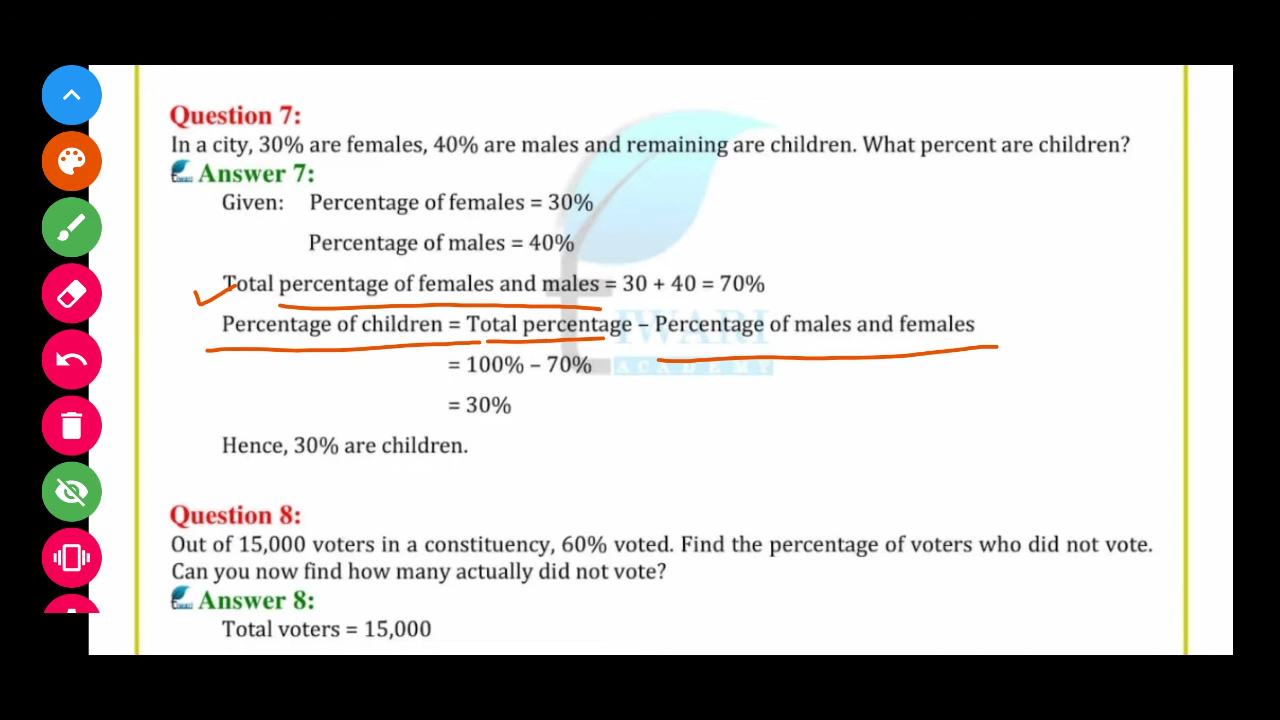 Question 7:
In a city, 30% are females, 40% are males and remaining are children. What percent are children?
Answer 7:
Given: Percentage of females = 30%
Percentage of males = 40%
Total percentage of females and males = 30 + 40 = 70%
Percentage of children = Total percentage – Percentage of males and females
= 100% – 70%
= 30%
Hence, 30% are children.
IWARI
ACADEMY
Question 8:
Out of 15,000 voters in a constituency, 60% voted. Find the percentage of voters who did not vote.
Can you now find how many actually did not vote?
Answer 8:
Total voters = 15,000